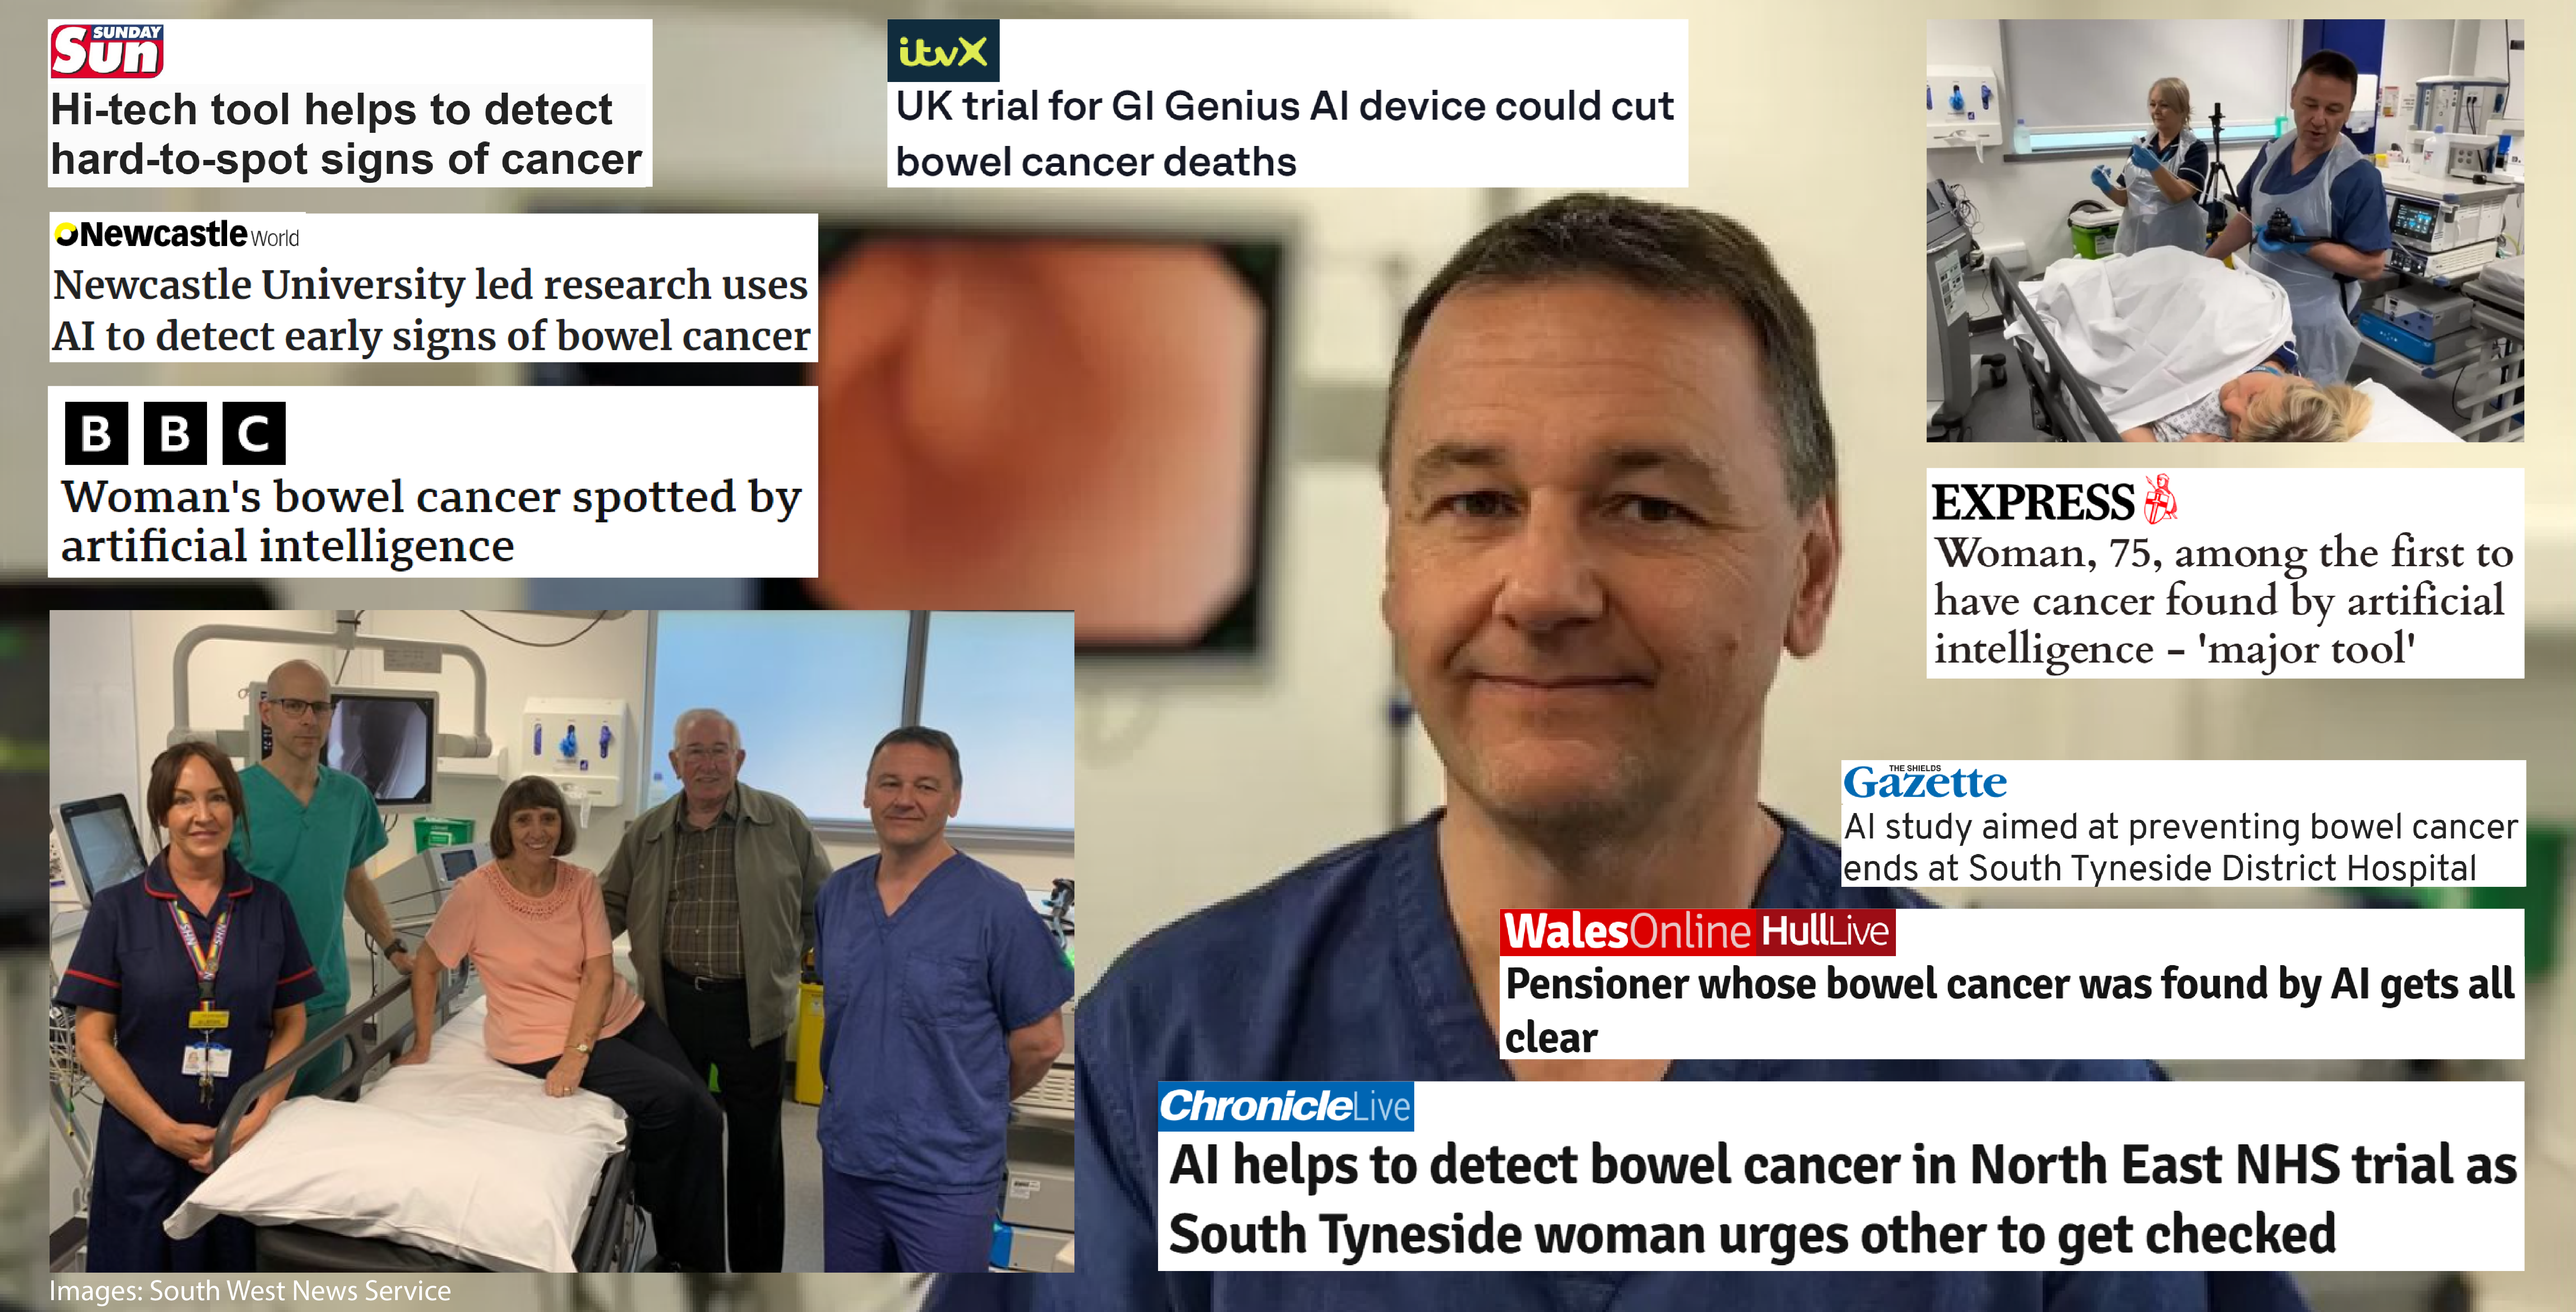 SUNDAY
Sun
Hi-tech tool helps to detect
hard-to-spot signs of cancer
itvX
UK trial for GI Genius AI device could cut
bowel cancer deaths
Newcastle World
Newcastle University led research uses
AI to detect early signs of bowel cancer
BBC
Woman's bowel cancer spotted by
artificial intelligence
EXPRESS
Woman, 75, among the first to
have cancer found by artificial
intelligence – 'major tool'
THE SHIELDS
Gazette
AI study aimed at preventing bowel cancer
ends at South Tyneside District Hospital
WalesOnline HullLive
Pensioner whose bowel cancer was found by AI gets all
clear
ChronicleLive
AI helps to detect bowel cancer in North East NHS trial as
South Tyneside woman urges other to get checked
NHS
NHS
Images: South West News Service